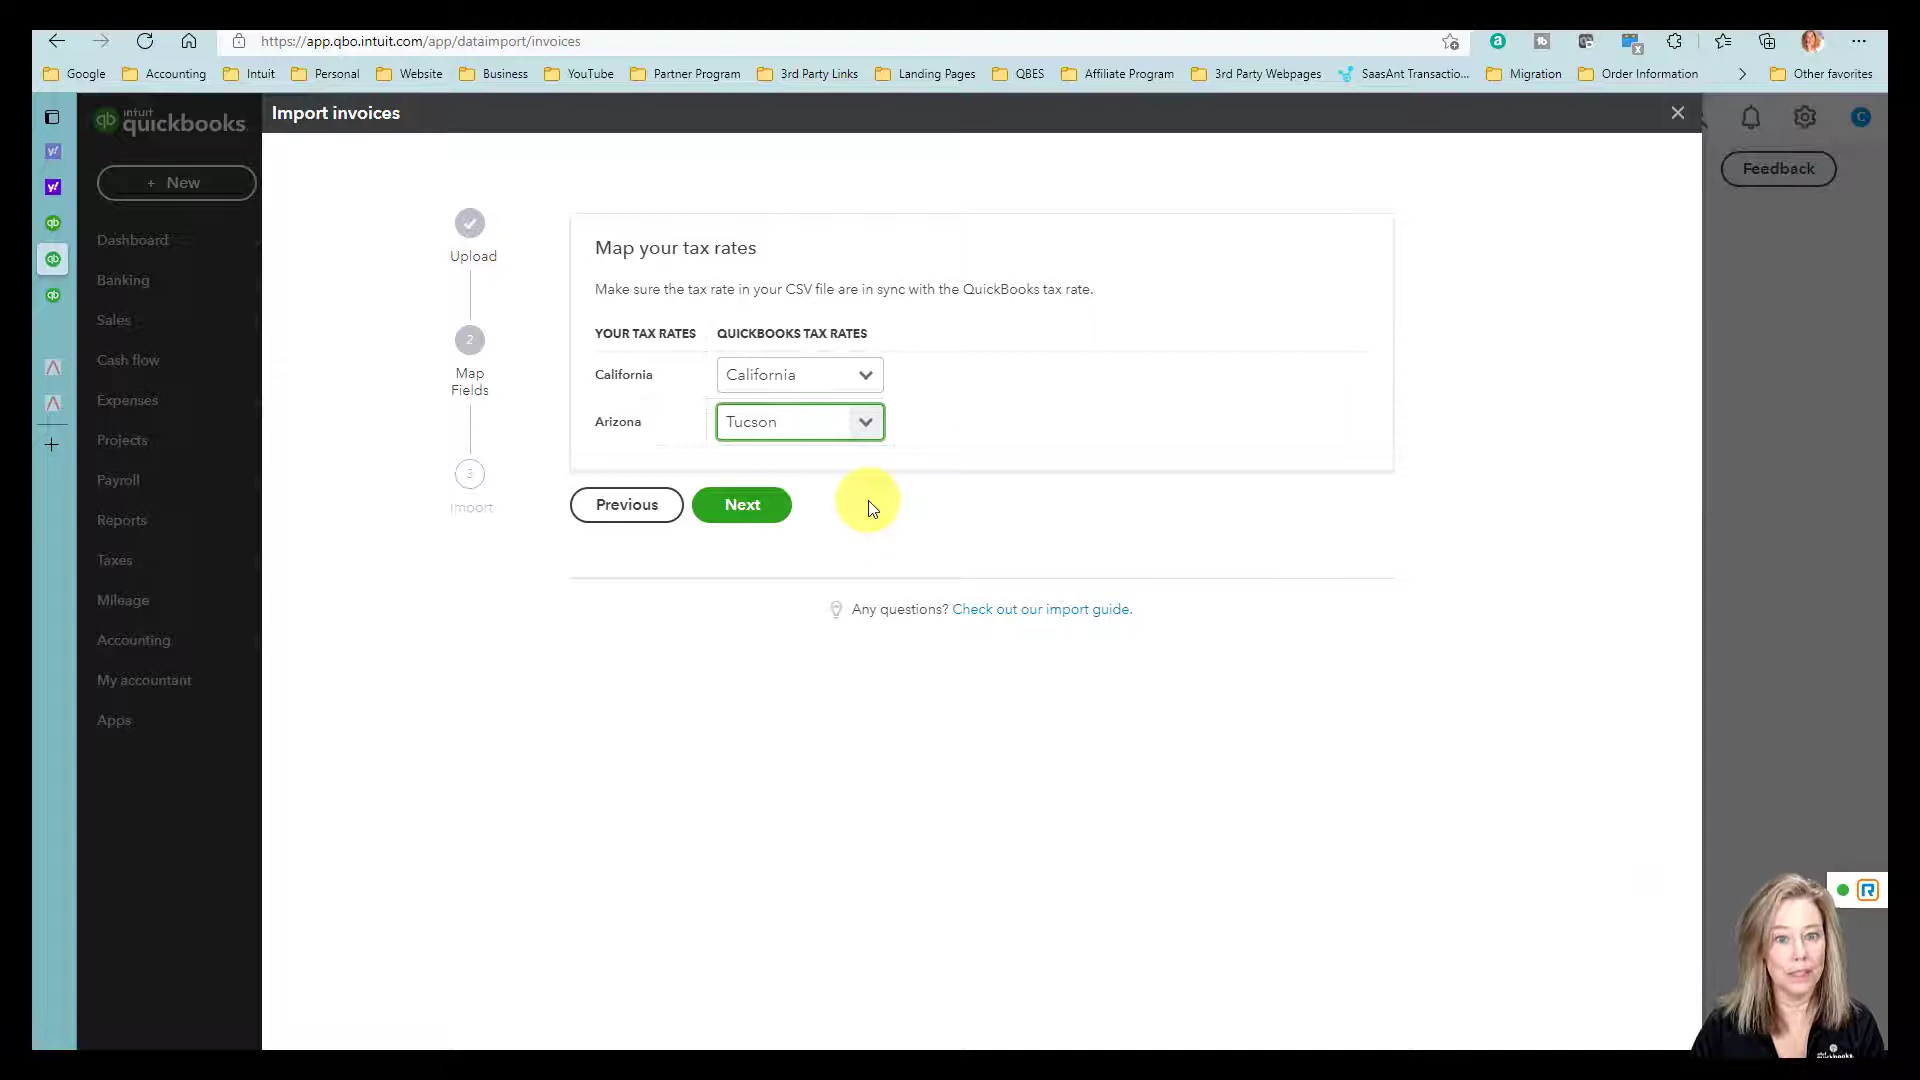 https://app.qbo.intuit.com/app/dataimport/invoices
Google Accounting Intuit Personal Website Business YouTube Partner Program 3rd Party Links Landing Pages QBES Affiliate Program 3rd Party Webpages SaasAnt Transactio... Migration Order Information Other favorites
intuit
quickbooks
Import invoices
C
+ New
Feedback
Dashboard
Banking
Sales
Cash flow
Expenses
Projects
Payroll
Reports
Taxes
Mileage
Accounting
My accountant
Apps
Upload
2
Map
Fields
3
Import
Map your tax rates
Make sure the tax rate in your CSV file are in sync with the QuickBooks tax rate.
YOUR TAX RATES QUICKBOOKS TAX RATES
California California
Arizona Tucson
Previous Next
Any questions? Check out our import guide.